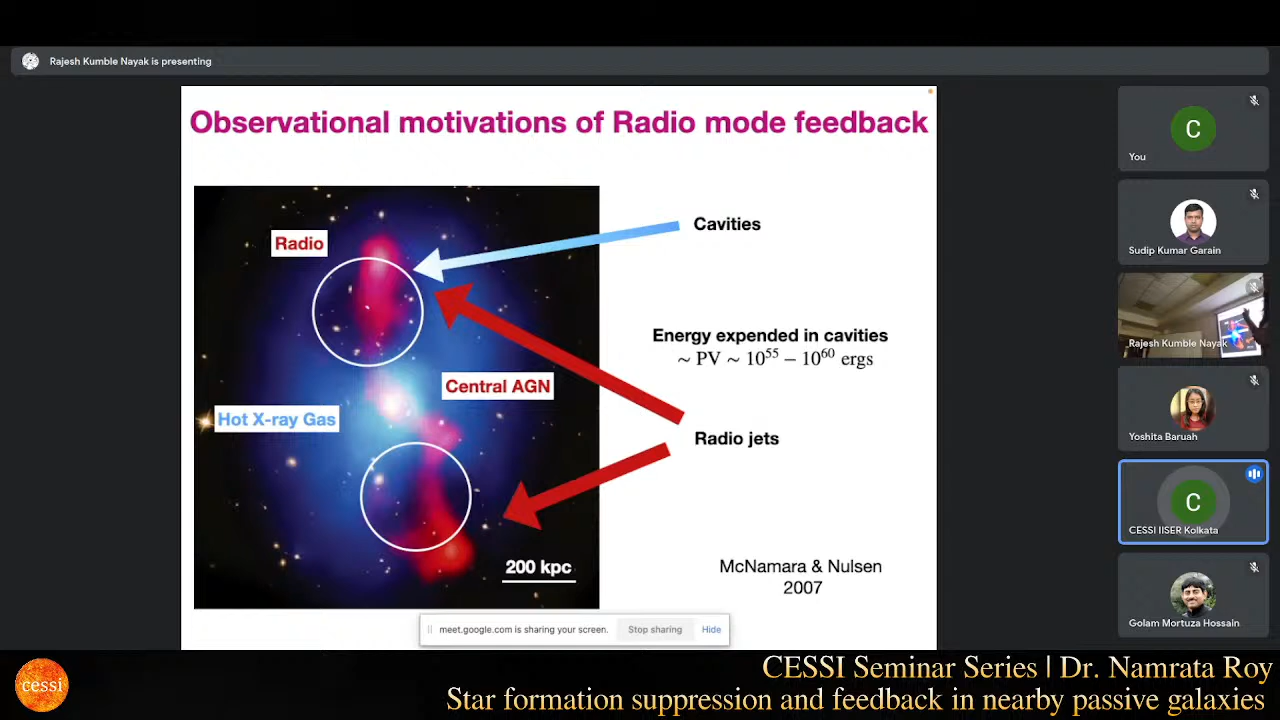 Rajesh Kumble Nayak is presenting
Observational motivations of Radio mode feedback
Radio
Cavities
Energy expended in cavities
~ PV ~ 10^55 – 10^60 ergs
Central AGN
Hot X-ray Gas
Radio jets
200 kpc
McNamara & Nulsen
2007
meet.google.com is sharing your screen.
Stop sharing
Hide
C
You
Sudip Kumar Garain
Rajesh Kumble Nayak
Yoshita Baruah
C
CESSI IISER Kolkata
Golam Mortuza Hossain
cessi
CESSI Seminar Series | Dr. Namrata Roy
Star formation suppression and feedback in nearby passive galaxies